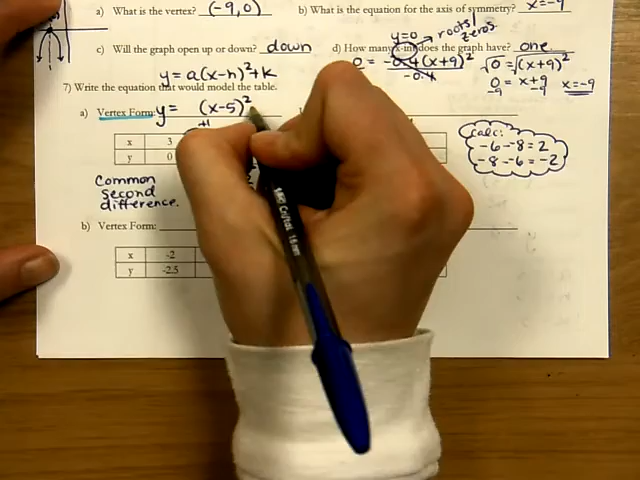 a) What is the vertex? (-9,0) b) What is the equation for the axis of symmetry? x=-9
c) Will the graph open up or down? down d) How many x-in does the graph have? one
y=0 roots/zeros
0 = -0.4(x+9)²
-0.4
√0 = √(x+9)²
0 = x+9
-9 -9
x=-9
y=a(x-h)²+k
7) Write the equation that would model the table.
a) Vertex Form: y= (x-5)²
+1
x 3
y 0
Calc:
-6--8=2
-8--6=-2
Common
second
difference.
b) Vertex Form:
x -2
y -2.5